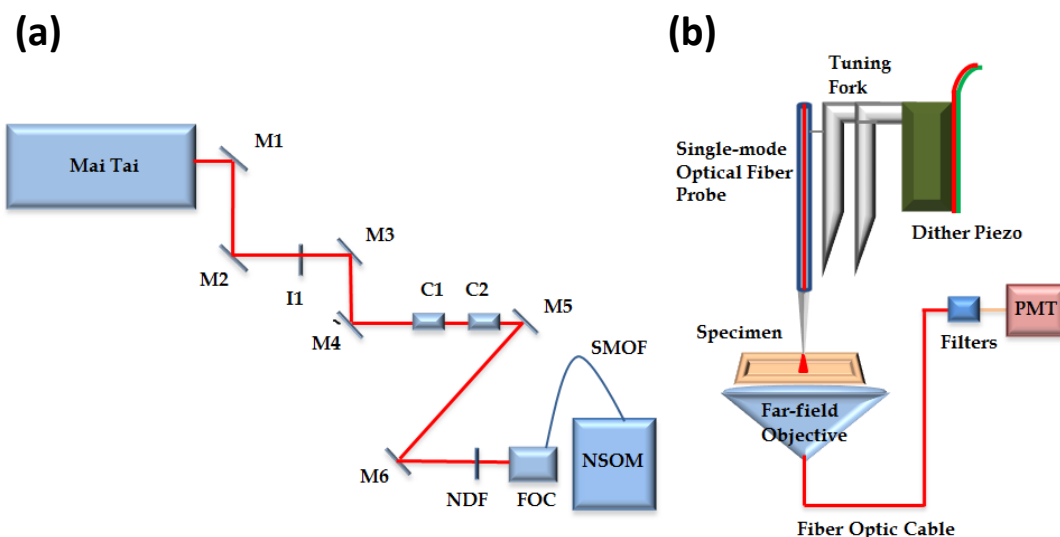 (a)
Mai Tai
M1
M2
I1
M3
M4
C1
C2
M5
M6
NDF
FOC
SMOF
NSOM
(b)
Tuning
Fork
Single-mode
Optical Fiber
Probe
Dither Piezo
Specimen
Far-field
Objective
Filters
PMT
Fiber Optic Cable